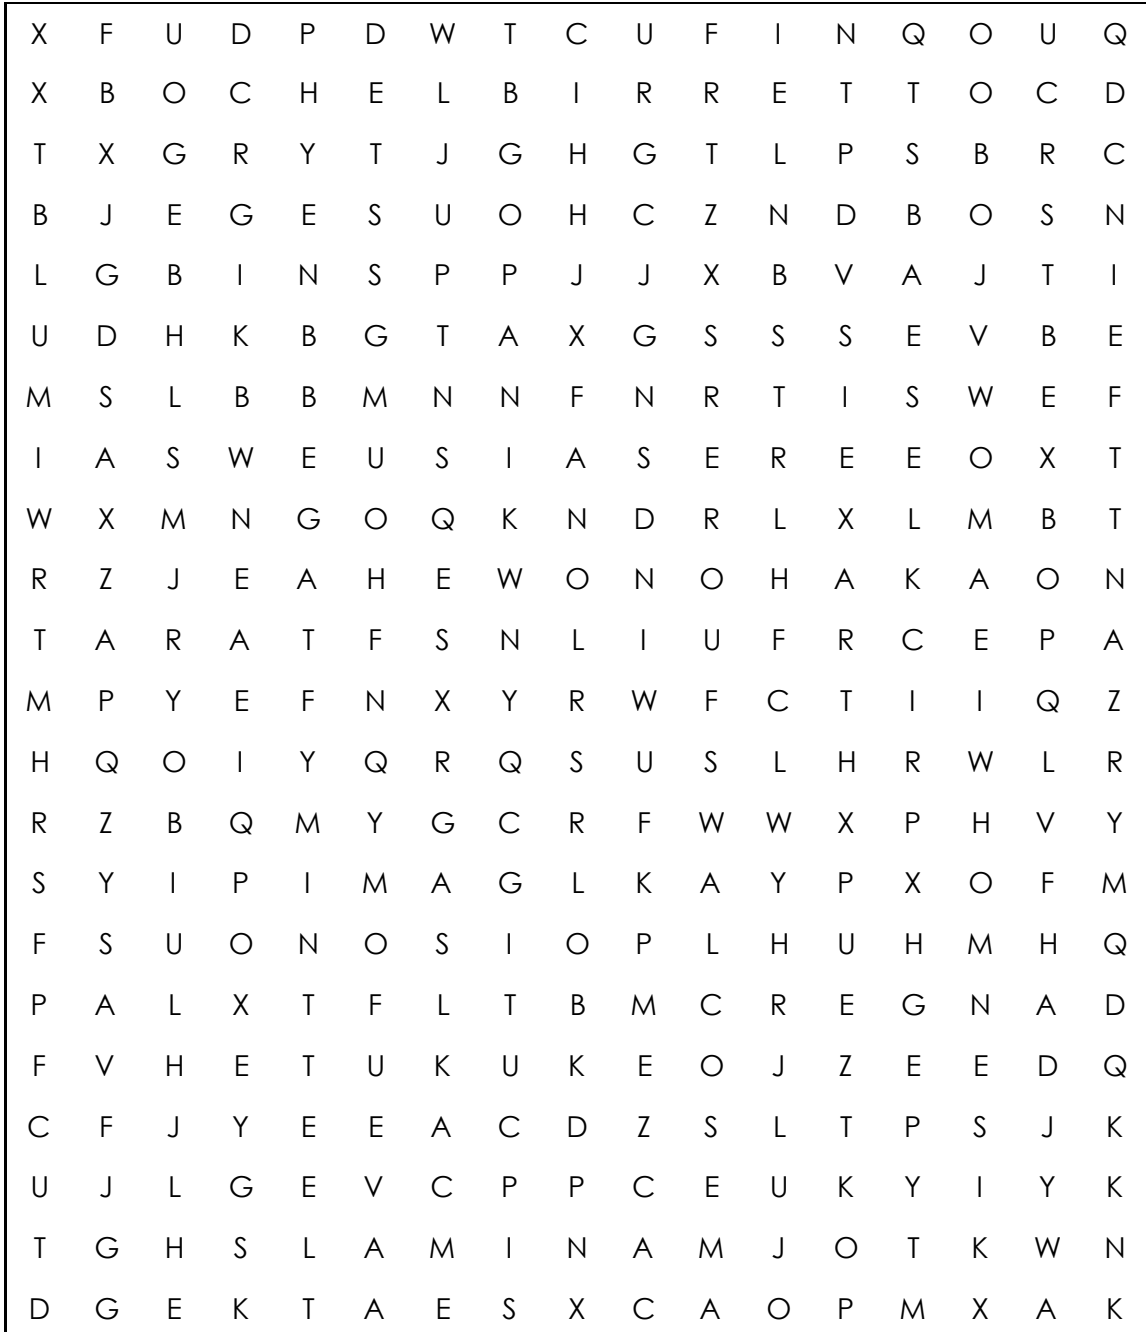 X F U D P D W T C U F I N Q O U Q
X B O C H E L B I R R E T T O C D
T X G R Y T J G H G T L P S B R C
B J E G E S U O H C Z N D B O S N
L G B I N S P P J J X B V A J T I
U D H K B G T A X G S S S E V B E
M S L B B M N N F N R T I S W E F
I A S W E U S I A S E R E E O X T
W X M N G O Q K N D R L X L M B T
R Z J E A H E W O N O H A K A O N
T A R A T F S N L I U F R C E P A
M P Y E F N X Y R W F C T I I Q Z
H Q O I Y Q R Q S U S L H R W L R
R Z B Q M Y G C R F W W X P H V Y
S Y I P I M A G L K A Y P X O F M
F S U O N O S I O P L H U H M H Q
P A L X T F L T B M C R E G N A D
F V H E T U K U K E O J Z E E D Q
C F J Y E E A C D Z S L T P S J K
U J L G E V C P P C E U K Y I Y K
T G H S L A M I N A M J O T K W N
D G E K T A E S X C A O P M X A K